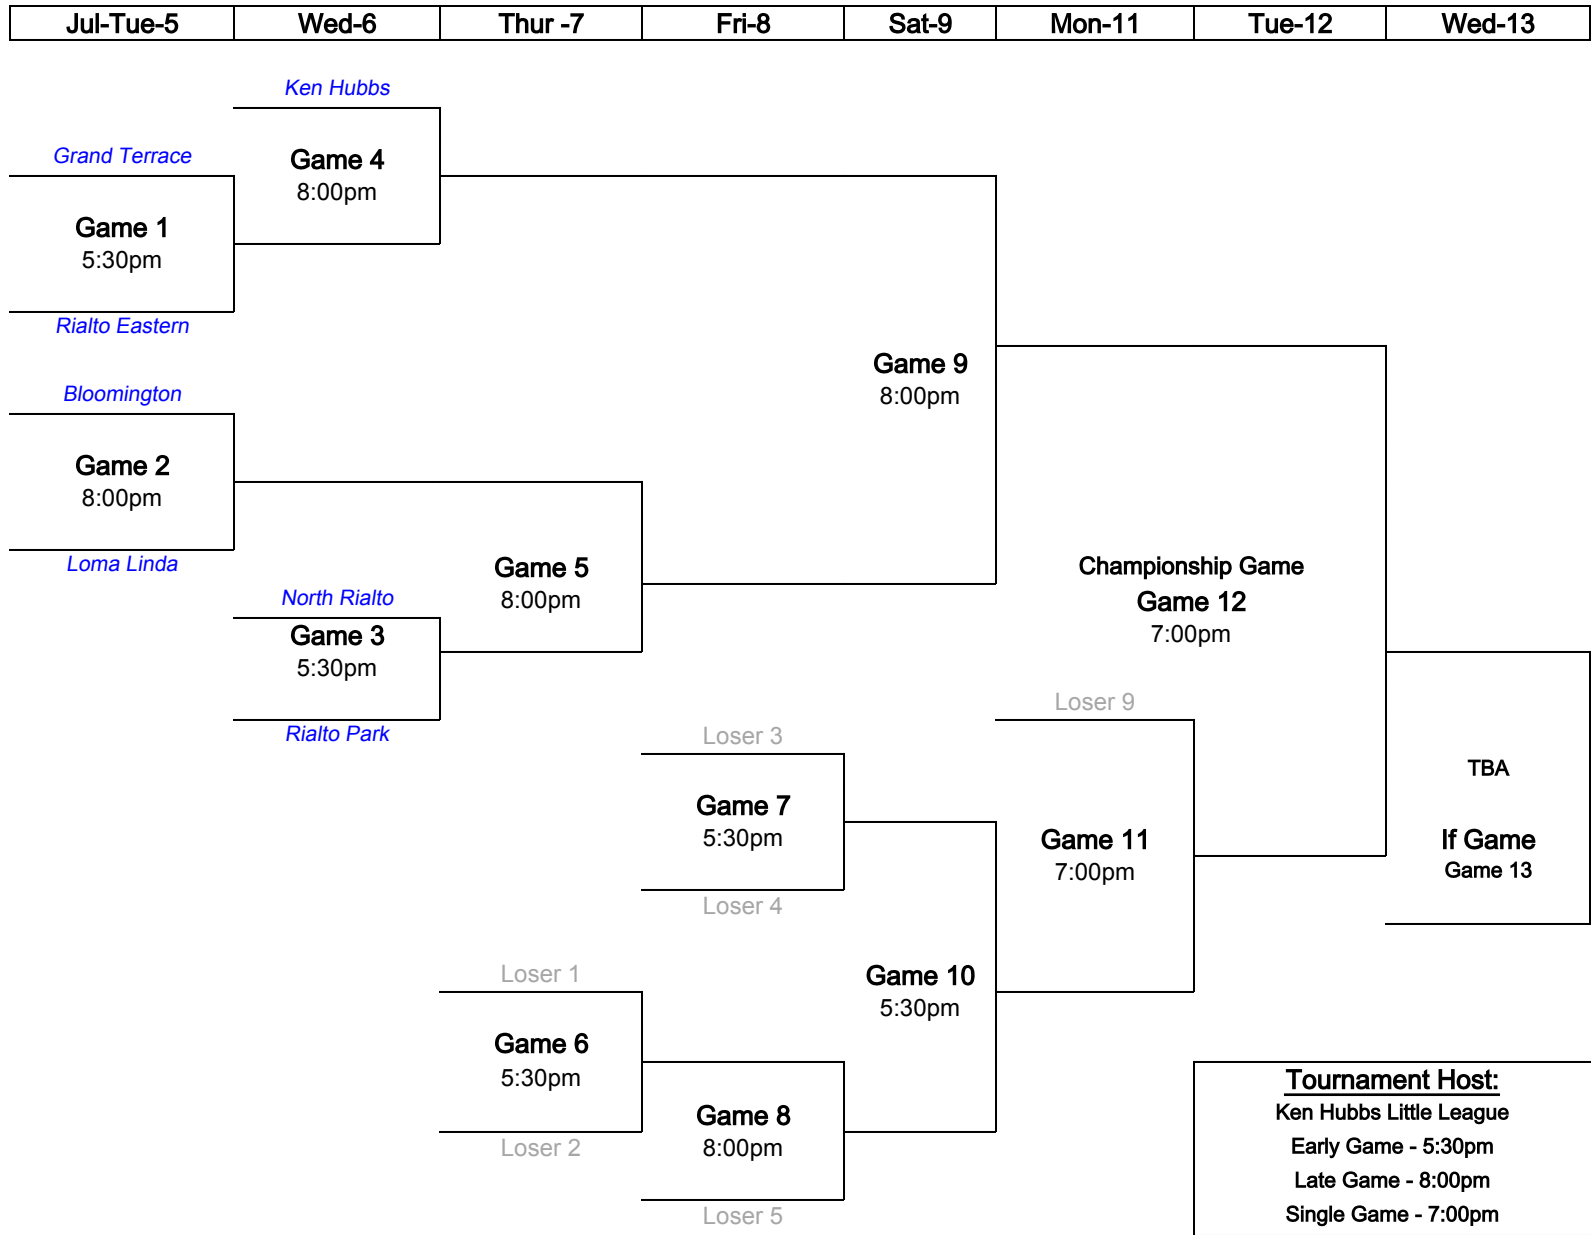 Jul-Tue-5 Wed-6 Thur -7 Fri-8 Sat-9 Mon-11 Tue-12 Wed-13
Ken Hubbs
Grand Terrace
Game 4
8:00pm
Game 1
5:30pm
Rialto Eastern
Bloomington
Game 9
8:00pm
Game 2
8:00pm
Loma Linda
Game 5
8:00pm
Championship Game
Game 12
7:00pm
North Rialto
Game 3
5:30pm
Rialto Park
Loser 9
Loser 3
TBA
Game 7
5:30pm
Game 11
7:00pm
If Game
Game 13
Loser 4
Loser 1
Game 10
5:30pm
Game 6
5:30pm
Game 8
8:00pm
Loser 2
Loser 5
Tournament Host:
Ken Hubbs Little League
Early Game - 5:30pm
Late Game - 8:00pm
Single Game - 7:00pm